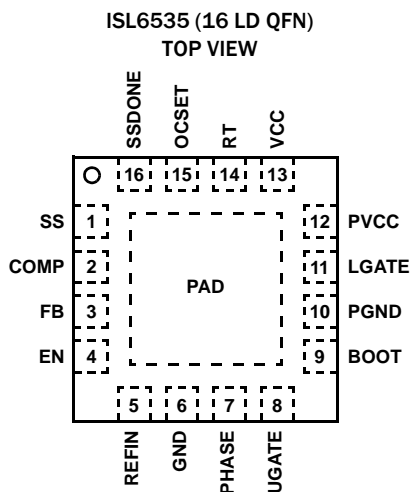 ISL6535 (16 LD QFN)
TOP VIEW
SSDONE
OCSET
RT
VCC
16 15 14 13
SS 1
12 PVCC
COMP 2
11 LGATE
PAD
FB 3
10 PGND
EN 4
9 BOOT
5 6 7 8
REFIN
GND
PHASE
UGATE